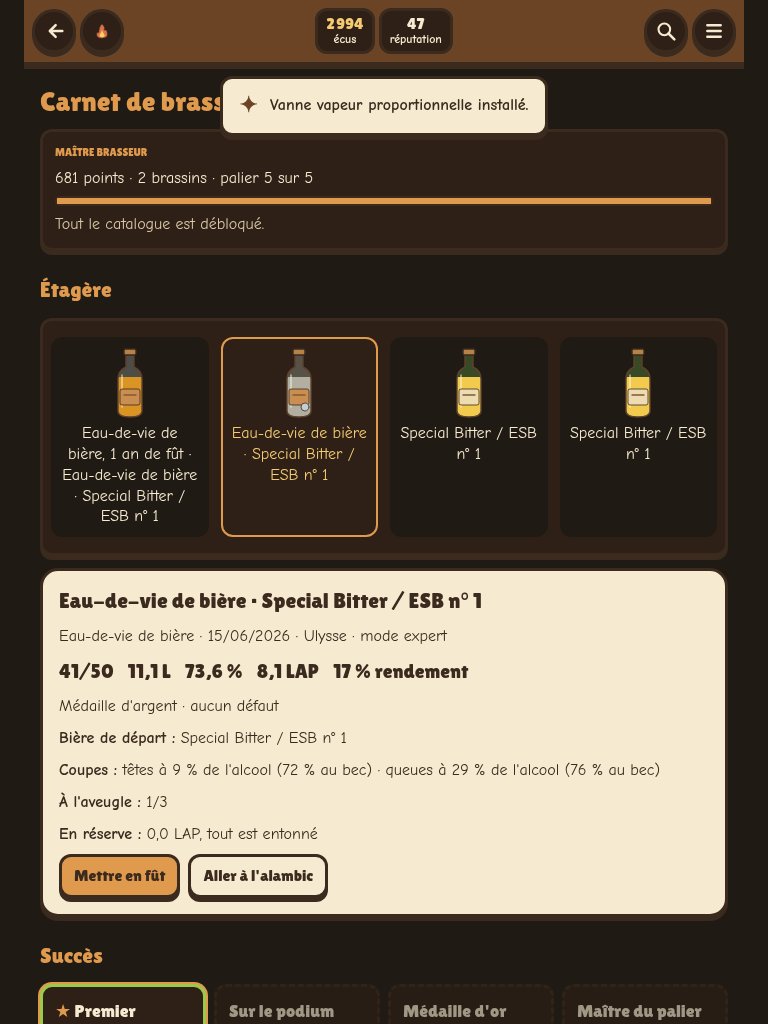 2 994
écus
47
réputation
Carnet de brass
Vanne vapeur proportionnelle installé.
MAÎTRE BRASSEUR
681 points · 2 brassins · palier 5 sur 5
Tout le catalogue est débloqué.
Étagère
Eau-de-vie de
bière, 1 an de fût ·
Eau-de-vie de bière
· Special Bitter /
ESB n° 1
Eau-de-vie de bière
· Special Bitter /
ESB n° 1
Special Bitter / ESB
n° 1
Special Bitter / ESB
n° 1
Eau-de-vie de bière · Special Bitter / ESB n° 1
Eau-de-vie de bière · 15/06/2026 · Ulysse · mode expert
41/50 11,1 L 73,6 % 8,1 LAP 17 % rendement
Médaille d'argent · aucun défaut
Bière de départ : Special Bitter / ESB n° 1
Coupes : têtes à 9 % de l'alcool (72 % au bec) · queues à 29 % de l'alcool (76 % au bec)
À l'aveugle : 1/3
En réserve : 0,0 LAP, tout est entonné
Mettre en fût
Aller à l'alambic
Succès
★ Premier
Sur le podium
Médaille d'or
Maître du palier